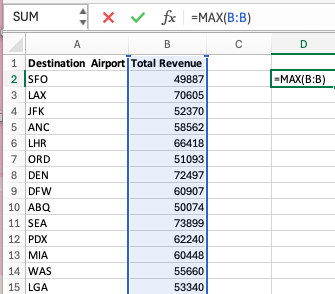 SUM fx =MAX(B:B)
A B C D
1 Destination Airport Total Revenue
2 SFO 49887 =MAX(B:B)
3 LAX 70605
4 JFK 52370
5 ANC 58562
6 LHR 66418
7 ORD 51093
8 DEN 72497
9 DFW 60907
10 ABQ 50074
11 SEA 73899
12 PDX 62240
13 MIA 60448
14 WAS 55660
15 LGA 53340